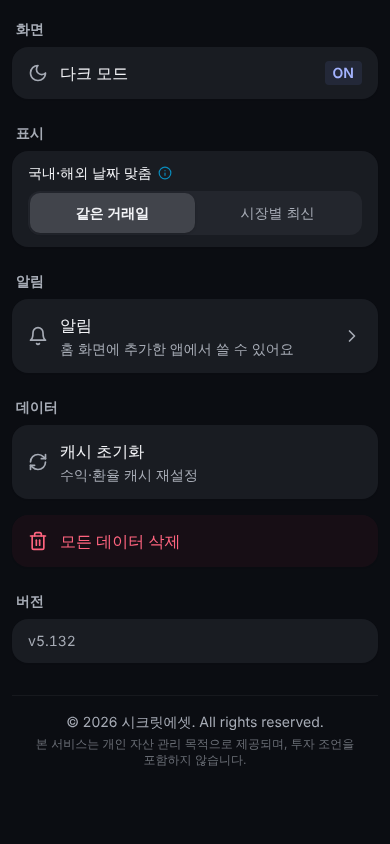 화면
다크 모드
ON
표시
국내·해외 날짜 맞춤
같은 거래일
시장별 최신
알림
알림
홈 화면에 추가한 앱에서 쓸 수 있어요
데이터
캐시 초기화
수익·환율 캐시 재설정
모든 데이터 삭제
버전
v5.132
© 2026 시크릿에셋. All rights reserved.
본 서비스는 개인 자산 관리 목적으로 제공되며, 투자 조언을
포함하지 않습니다.